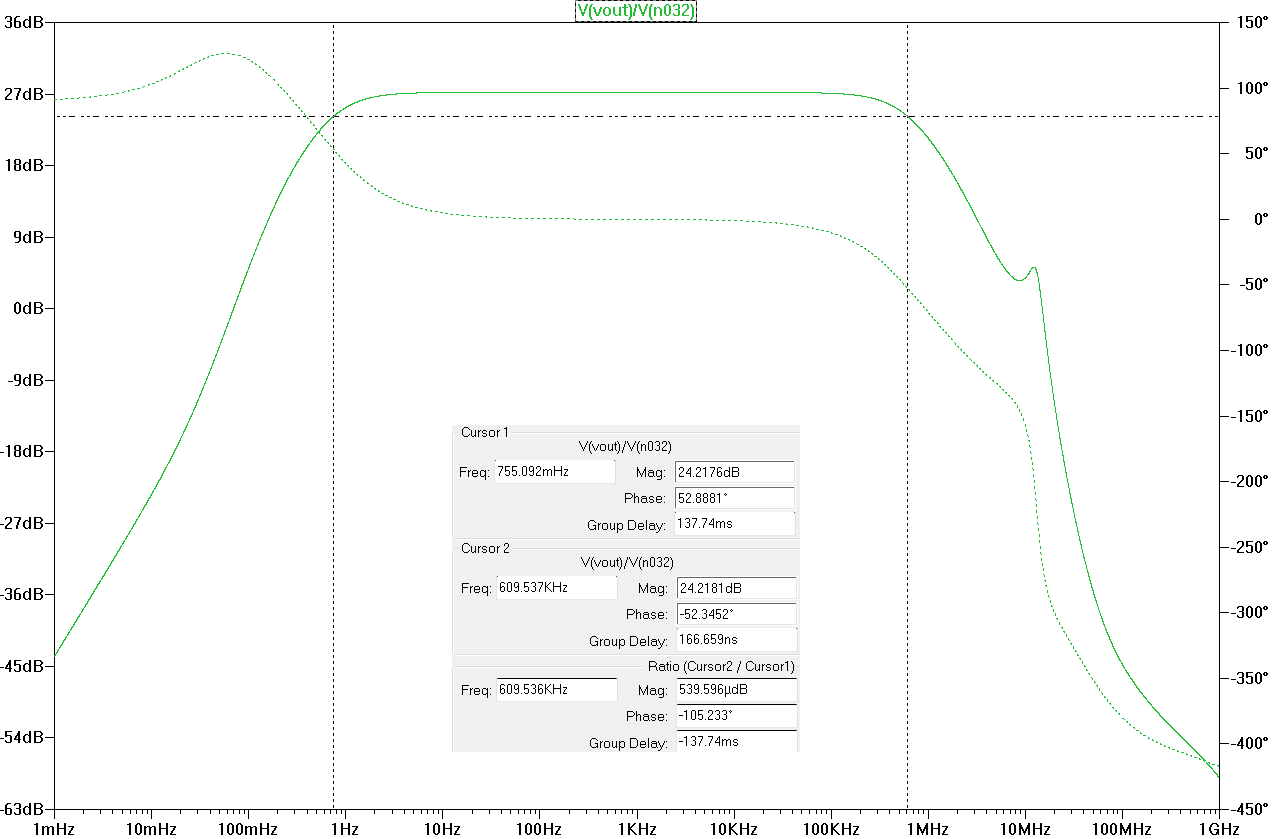 V(vout)/V(n032)
36dB 150°
27dB 100°
18dB 50°
9dB 0°
0dB -50°
-9dB -100°
-18dB -150°
-27dB -200°
-36dB -250°
-45dB -300°
-54dB -350°
-63dB -400°
-450°
1mHz 10mHz 100mHz 1Hz 10Hz 100Hz 1KHz 10KHz 100KHz 1MHz 10MHz 100MHz 1GHz
Cursor 1
V(vout)/V(n032)
Freq: 755.092mHz Mag: 24.2176dB
Phase: 52.8881°
Group Delay: 137.74ms
Cursor 2
V(vout)/V(n032)
Freq: 609.537KHz Mag: 24.2181dB
Phase: -52.3452°
Group Delay: 166.659ns
Ratio (Cursor2 / Cursor1)
Freq: 609.536KHz Mag: 539.596µdB
Phase: -105.233°
Group Delay: -137.74ms